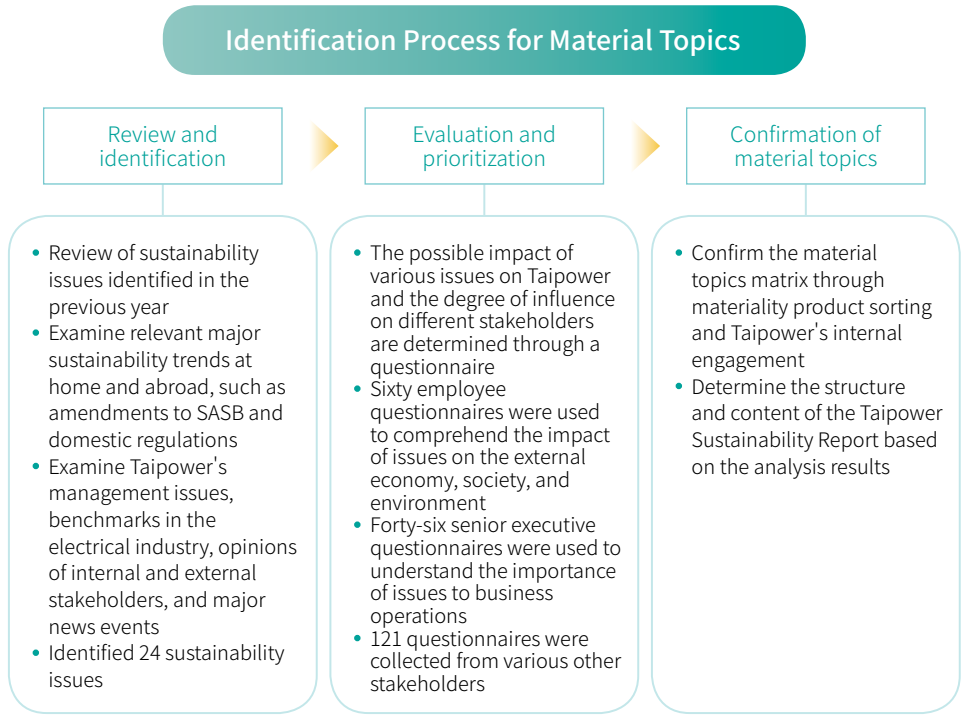 Identification Process for Material Topics
Review and
identification
Evaluation and
prioritization
Confirmation of
material topics
• Review of sustainability
issues identified in the
previous year
• Examine relevant major
sustainability trends at
home and abroad, such as
amendments to SASB and
domestic regulations
• Examine Taipower's
management issues,
benchmarks in the
electrical industry, opinions
of internal and external
stakeholders, and major
news events
• Identified 24 sustainability
issues
• The possible impact of
various issues on Taipower
and the degree of influence
on different stakeholders
are determined through a
questionnaire
• Sixty employee
questionnaires were used
to comprehend the impact
of issues on the external
economy, society, and
environment
• Forty-six senior executive
questionnaires were used to
understand the importance
of issues to business
operations
• 121 questionnaires were
collected from various other
stakeholders
• Confirm the material
topics matrix through
materiality product sorting
and Taipower's internal
engagement
• Determine the structure
and content of the Taipower
Sustainability Report based
on the analysis results